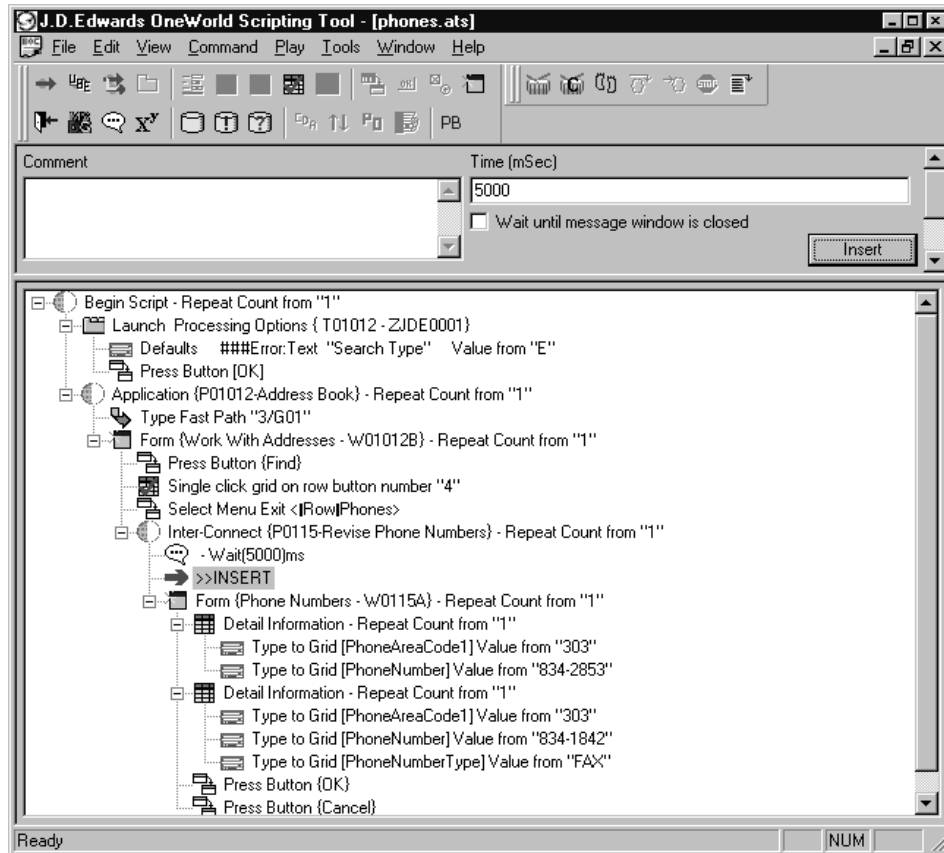 J.D.Edwards OneWorld Scripting Tool - [phones.ats]
File Edit View Command Play Tools Window Help
UBE
PB
Comment
Time (mSec)
5000
Wait until message window is closed
Insert
Begin Script - Repeat Count from "1"
Launch Processing Options { T01012 - ZJDE0001}
Defaults ###Error:Text "Search Type" Value from "E"
Press Button [OK]
Application {P01012-Address Book} - Repeat Count from "1"
Type Fast Path "3/G01"
Form {Work With Addresses - W01012B} - Repeat Count from "1"
Press Button {Find}
Single click grid on row button number "4"
Select Menu Exit <|Row|Phones>
Inter-Connect {P0115-Revise Phone Numbers} - Repeat Count from "1"
- Wait(5000)ms
>>INSERT
Form {Phone Numbers - W0115A} - Repeat Count from "1"
Detail Information - Repeat Count from "1"
Type to Grid [PhoneAreaCode1] Value from "303"
Type to Grid [PhoneNumber] Value from "834-2853"
Detail Information - Repeat Count from "1"
Type to Grid [PhoneAreaCode1] Value from "303"
Type to Grid [PhoneNumber] Value from "834-1842"
Type to Grid [PhoneNumberType] Value from "FAX"
Press Button {OK}
Press Button {Cancel}
Ready
NUM